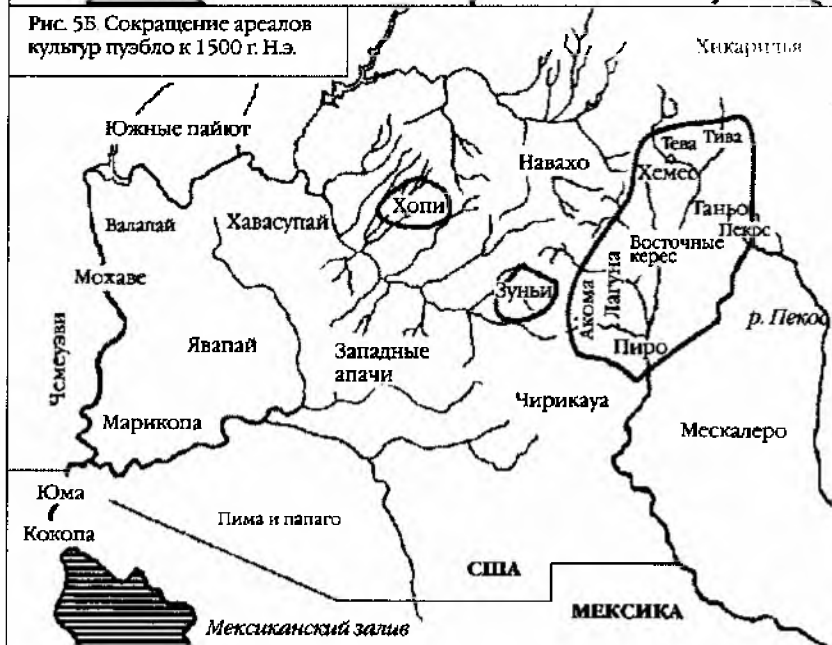 Рис. 5Б. Сокращение ареалов
культур пуэбло к 1500 г. Н.э.
Хикарилья
Южные пайют
Тева
Тива
Навахо
Хемес
Валапай
Хавасупай
Хопи
Таньо
Пекос
Восточные
керес
Мохаве
Зуньи
Акома
Лагуна
р. Пекос
Чемеуэви
Явапай
Западные
апачи
Пиро
Чирикауа
Марикопа
Мескалеро
Юма
Пима и папаго
Кокопа
США
МЕКСИКА
Мексиканский залив